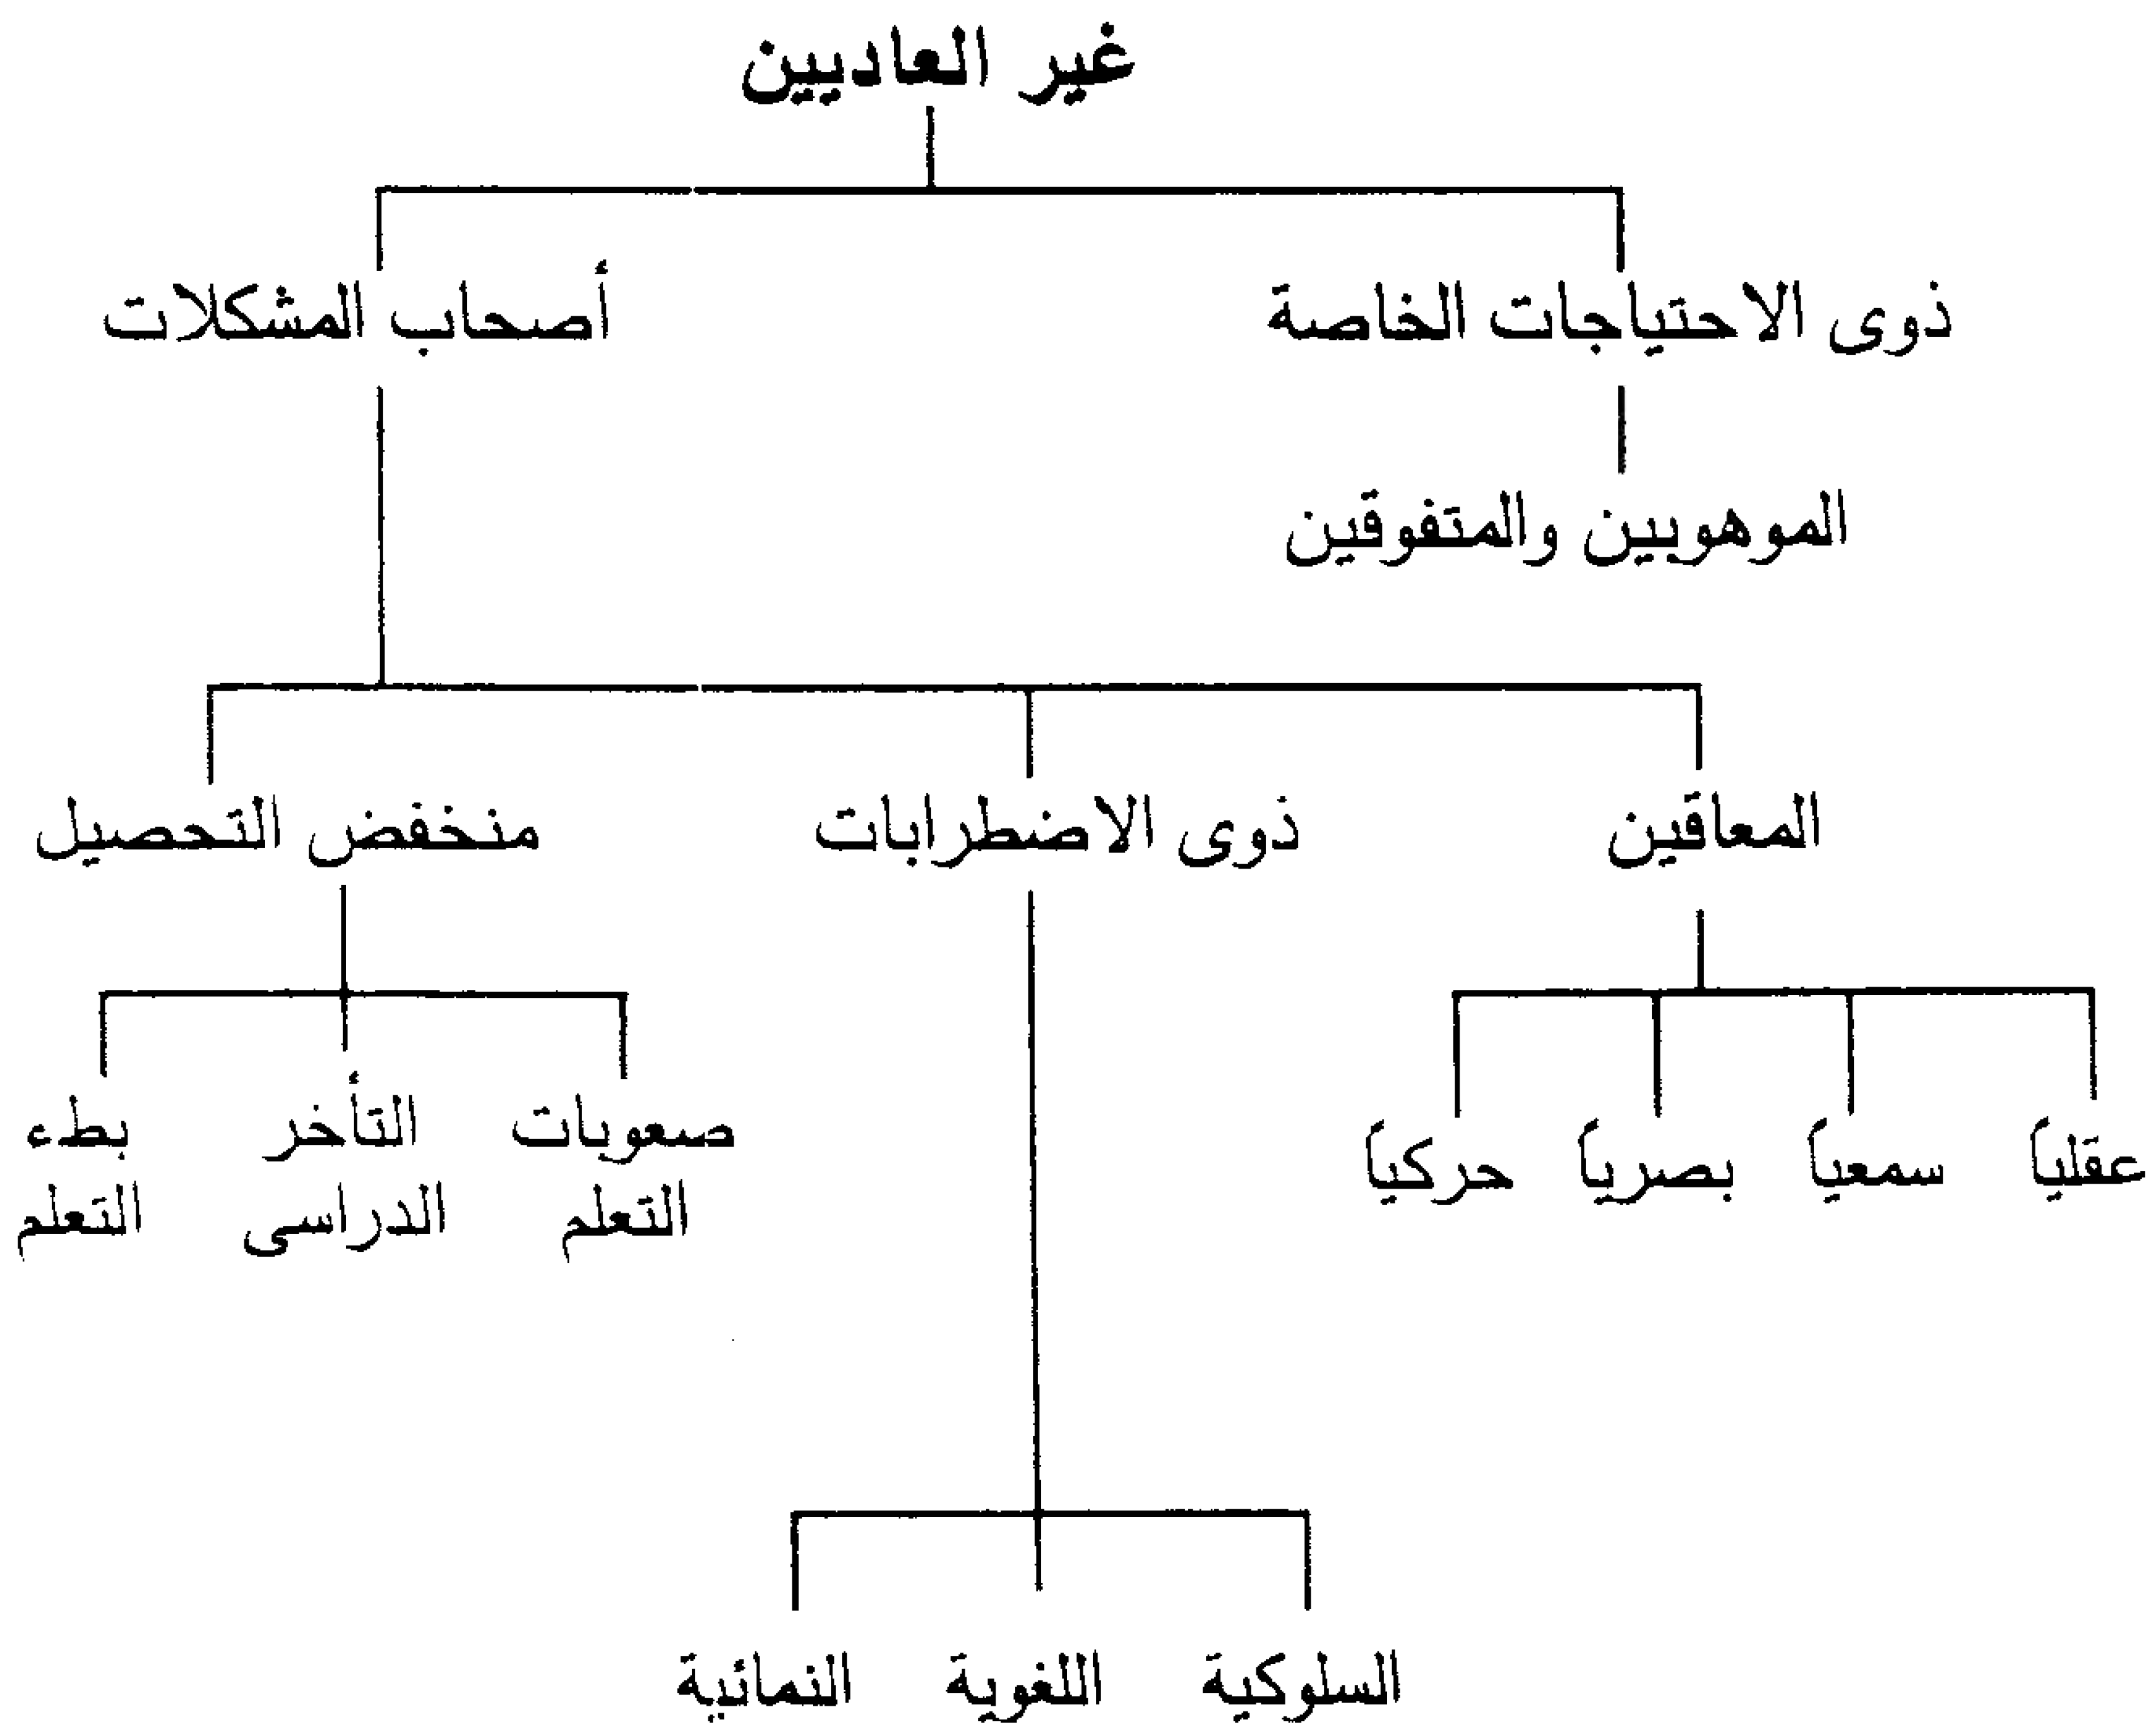 غير العاديين
ذوى الاحتياجات الخاصة
أصحاب المشكلات
الموهوبين والمتفوقين
المعاقين
ذوى الاضطرابات
منخفض التحصيل
عقلياً
سمعياً
بصرياً
حركياً
صعوبات
التعلم
التأخر
الدراسى
بطء
التعلم
السلوكية
اللغوية
النمائية